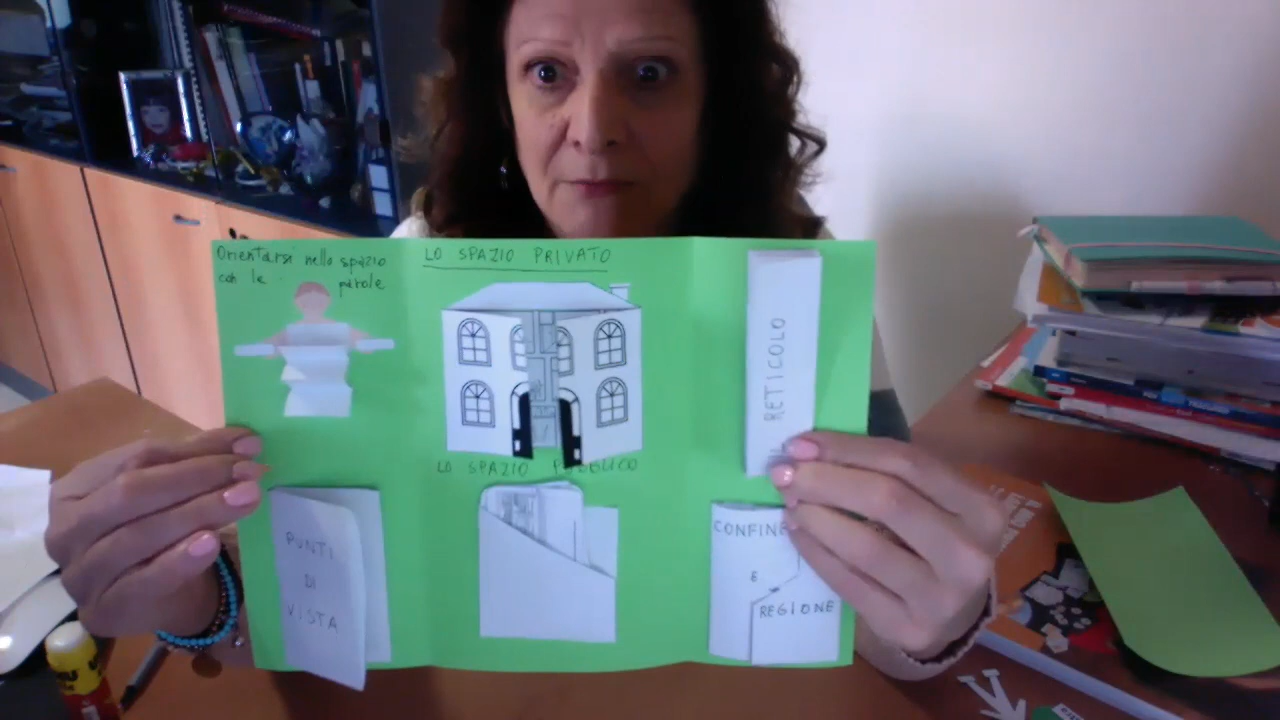 Orientarsi nello spazio
con le parole
LO SPAZIO PRIVATO
RETICOLO
LO SPAZIO PUBBLICO
PUNTI
DI
VISTA
CONFINE
E
REGIONE